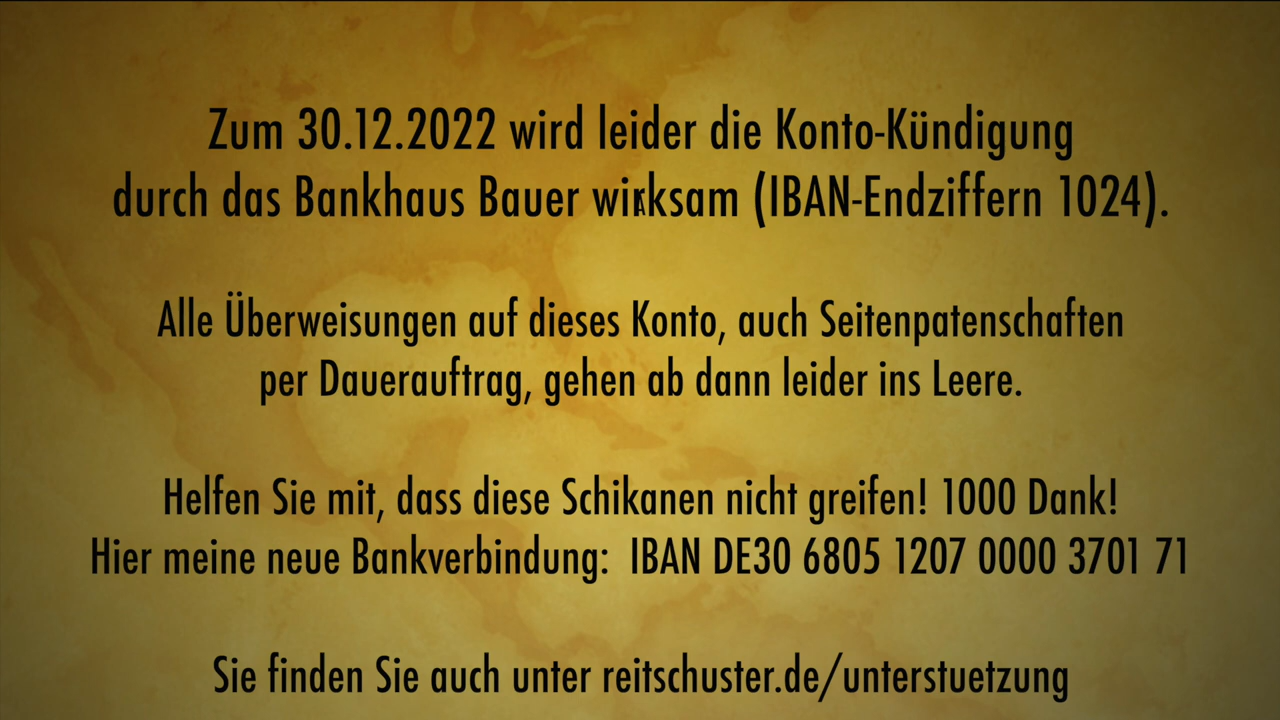 Zum 30.12.2022 wird leider die Konto-Kündigung
durch das Bankhaus Bauer wirksam (IBAN-Endziffern 1024).
Alle Überweisungen auf dieses Konto, auch Seitenpatenschaften
per Dauerauftrag, gehen ab dann leider ins Leere.
Helfen Sie mit, dass diese Schikanen nicht greifen! 1000 Dank!
Hier meine neue Bankverbindung: IBAN DE30 6805 1207 0000 3701 71
Sie finden Sie auch unter reitschuster.de/unterstuetzung